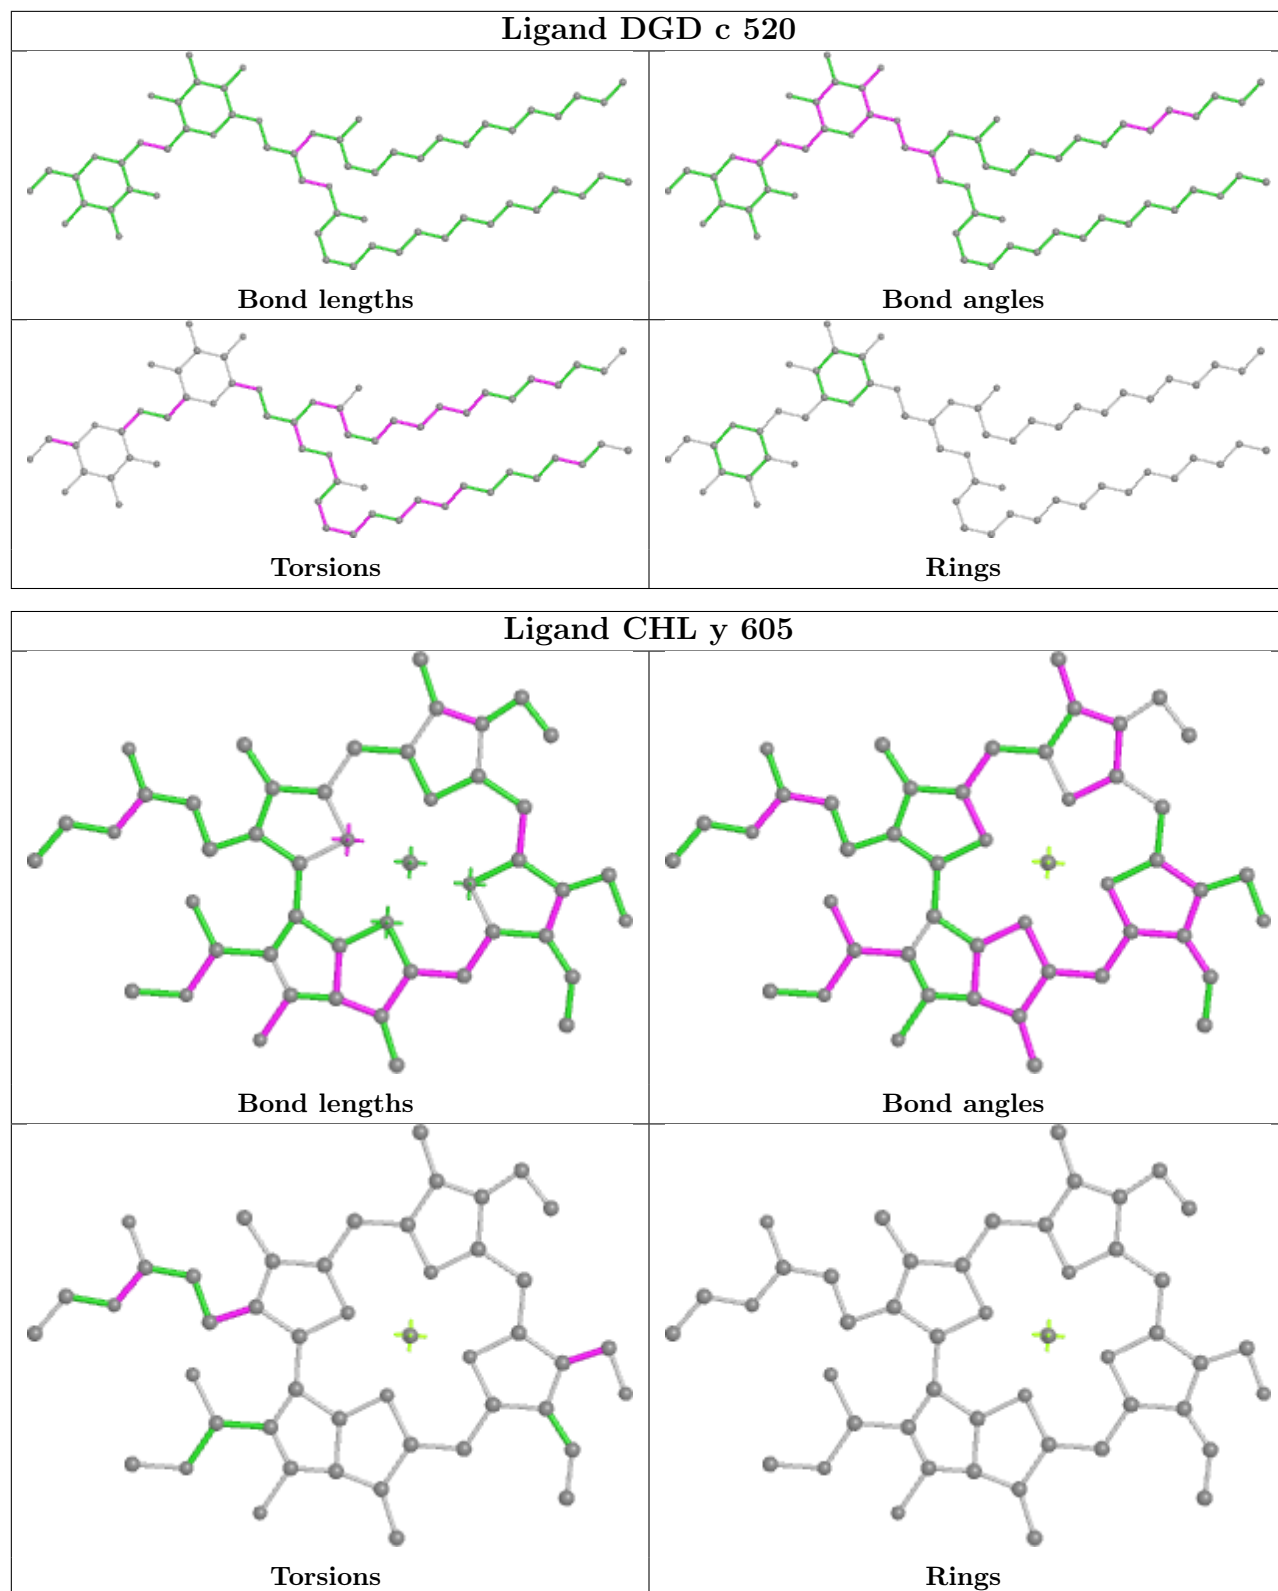 Ligand DGD c 520
Bond lengths
Bond angles
Torsions
Rings
Ligand CHL y 605
Bond lengths
Bond angles
Torsions
Rings